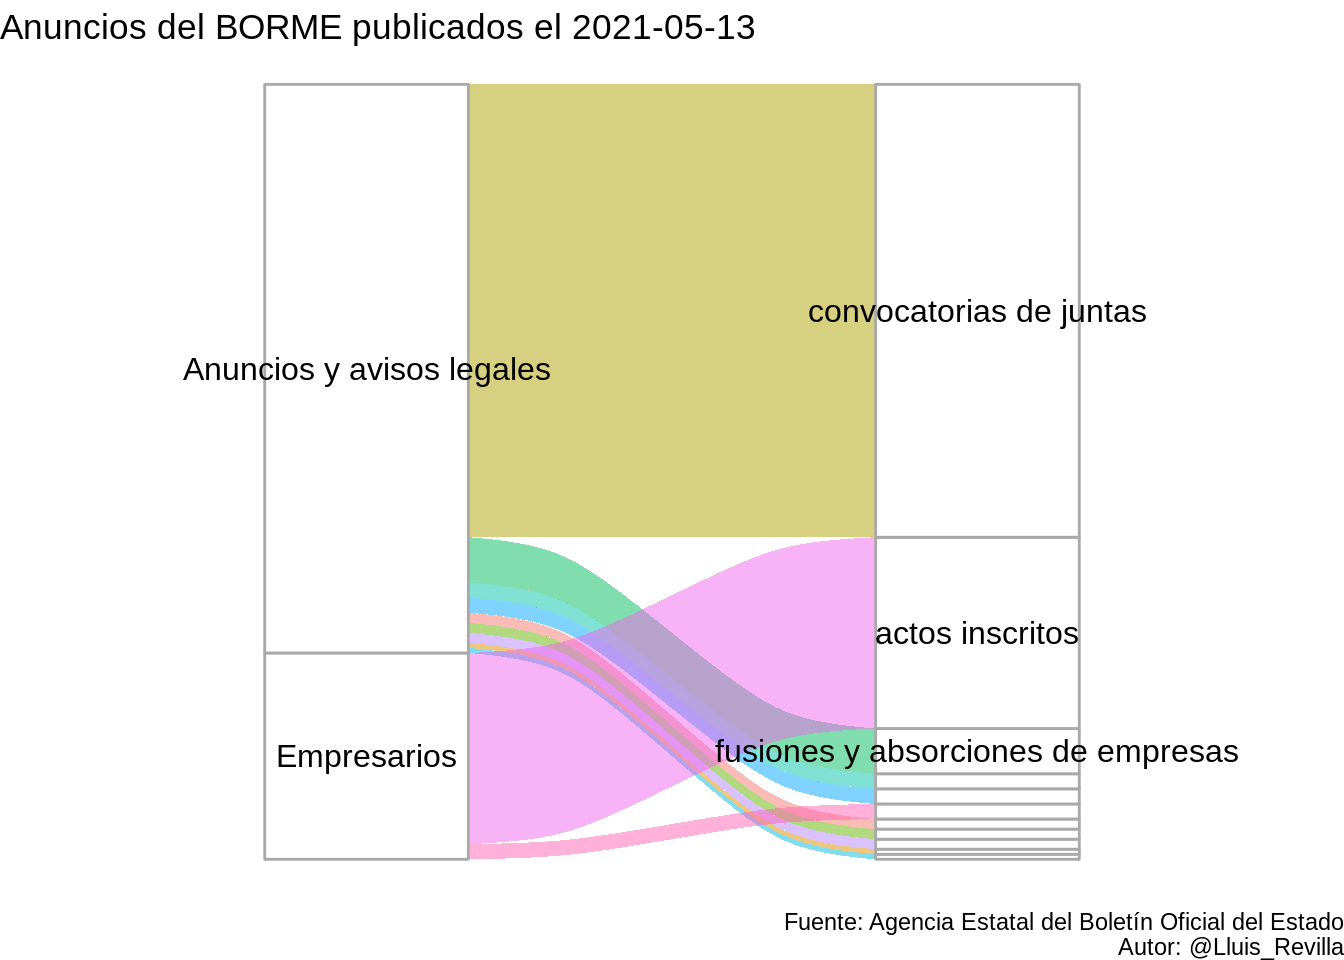 Anuncios del BORME publicados el 2021-05-13
convocatorias de juntas
Anuncios y avisos legales
actos inscritos
fusiones y absorciones de empresas
Empresarios
Fuente: Agencia Estatal del Boletín Oficial del Estado
Autor: @Lluis_Revilla